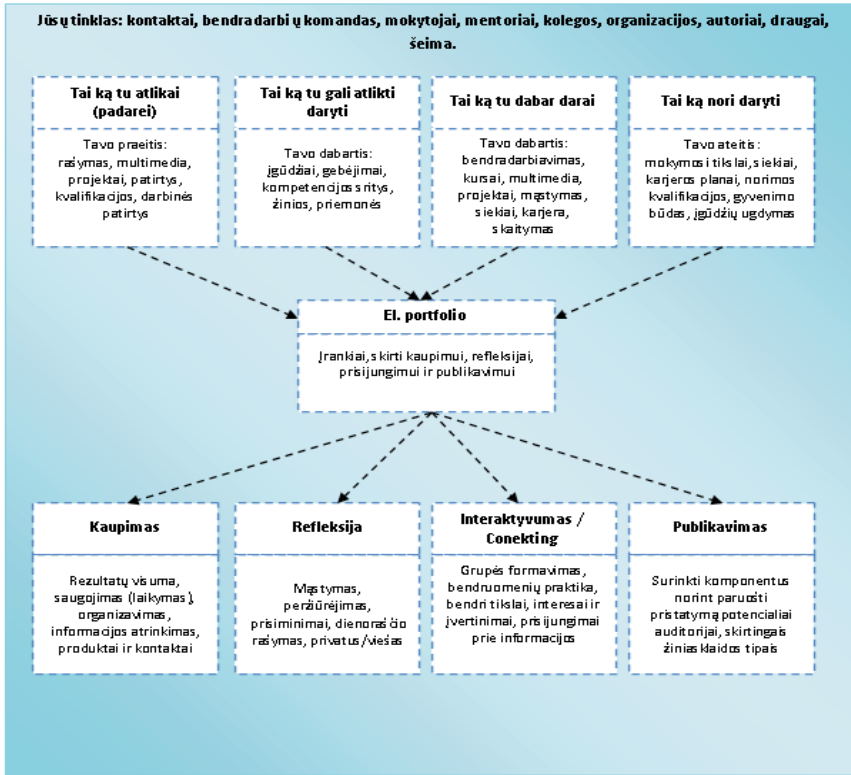 Jūsų tinklas: kontaktai, bendradarbių komandas, mokytojai, mentoriai, kolegos, organizacijos, autoriai, draugai,
šeima.
Tai ką tu atlikai
(padarei)
Tavo praeitis:
rašymas, multimedia,
projektai, patirtys,
kvalifikacijos, darbinės
patirtys
Tai ką tu gali atlikti
daryti
Tavo dabartis:
įgūdžiai, gebėjimai,
kompetencijos sritys,
žinios, priemonės
Tai ką tu dabar darai
Tavo dabartis:
bendradarbiavimas,
kursai, multimedia,
projektai, mąstymas,
siekiai, karjera,
skaitymas
Tai ką nori daryti
Tavo ateitis:
mokymosi tikslai, siekiai,
karjeros planai, norimos
kvalifikacijos, gyvenimo
būdas, įgūdžių ugdymas
El. portfolio
Įrankiai, skirti kaupimui, refleksijai,
prisijungimui ir publikavimui
Kaupimas
Rezultatų visuma,
saugojimas (laikymas),
organizavimas,
informacijos atrinkimas,
produktai ir kontaktai
Refleksija
Mąstymas,
peržiūrėjimas,
prisiminimai, dienoraščio
rašymas, privatus/viešas
Interaktyvumas /
Conekting
Grupės formavimas,
bendruomenių praktika,
bendri tikslai, interesai ir
įvertinimai, prisijungimai
prie informacijos
Publikavimas
Surinkti komponentus
norint paruošti
pristatymą potencialiai
auditorijai, skirtingais
žiniasklaidos tipais